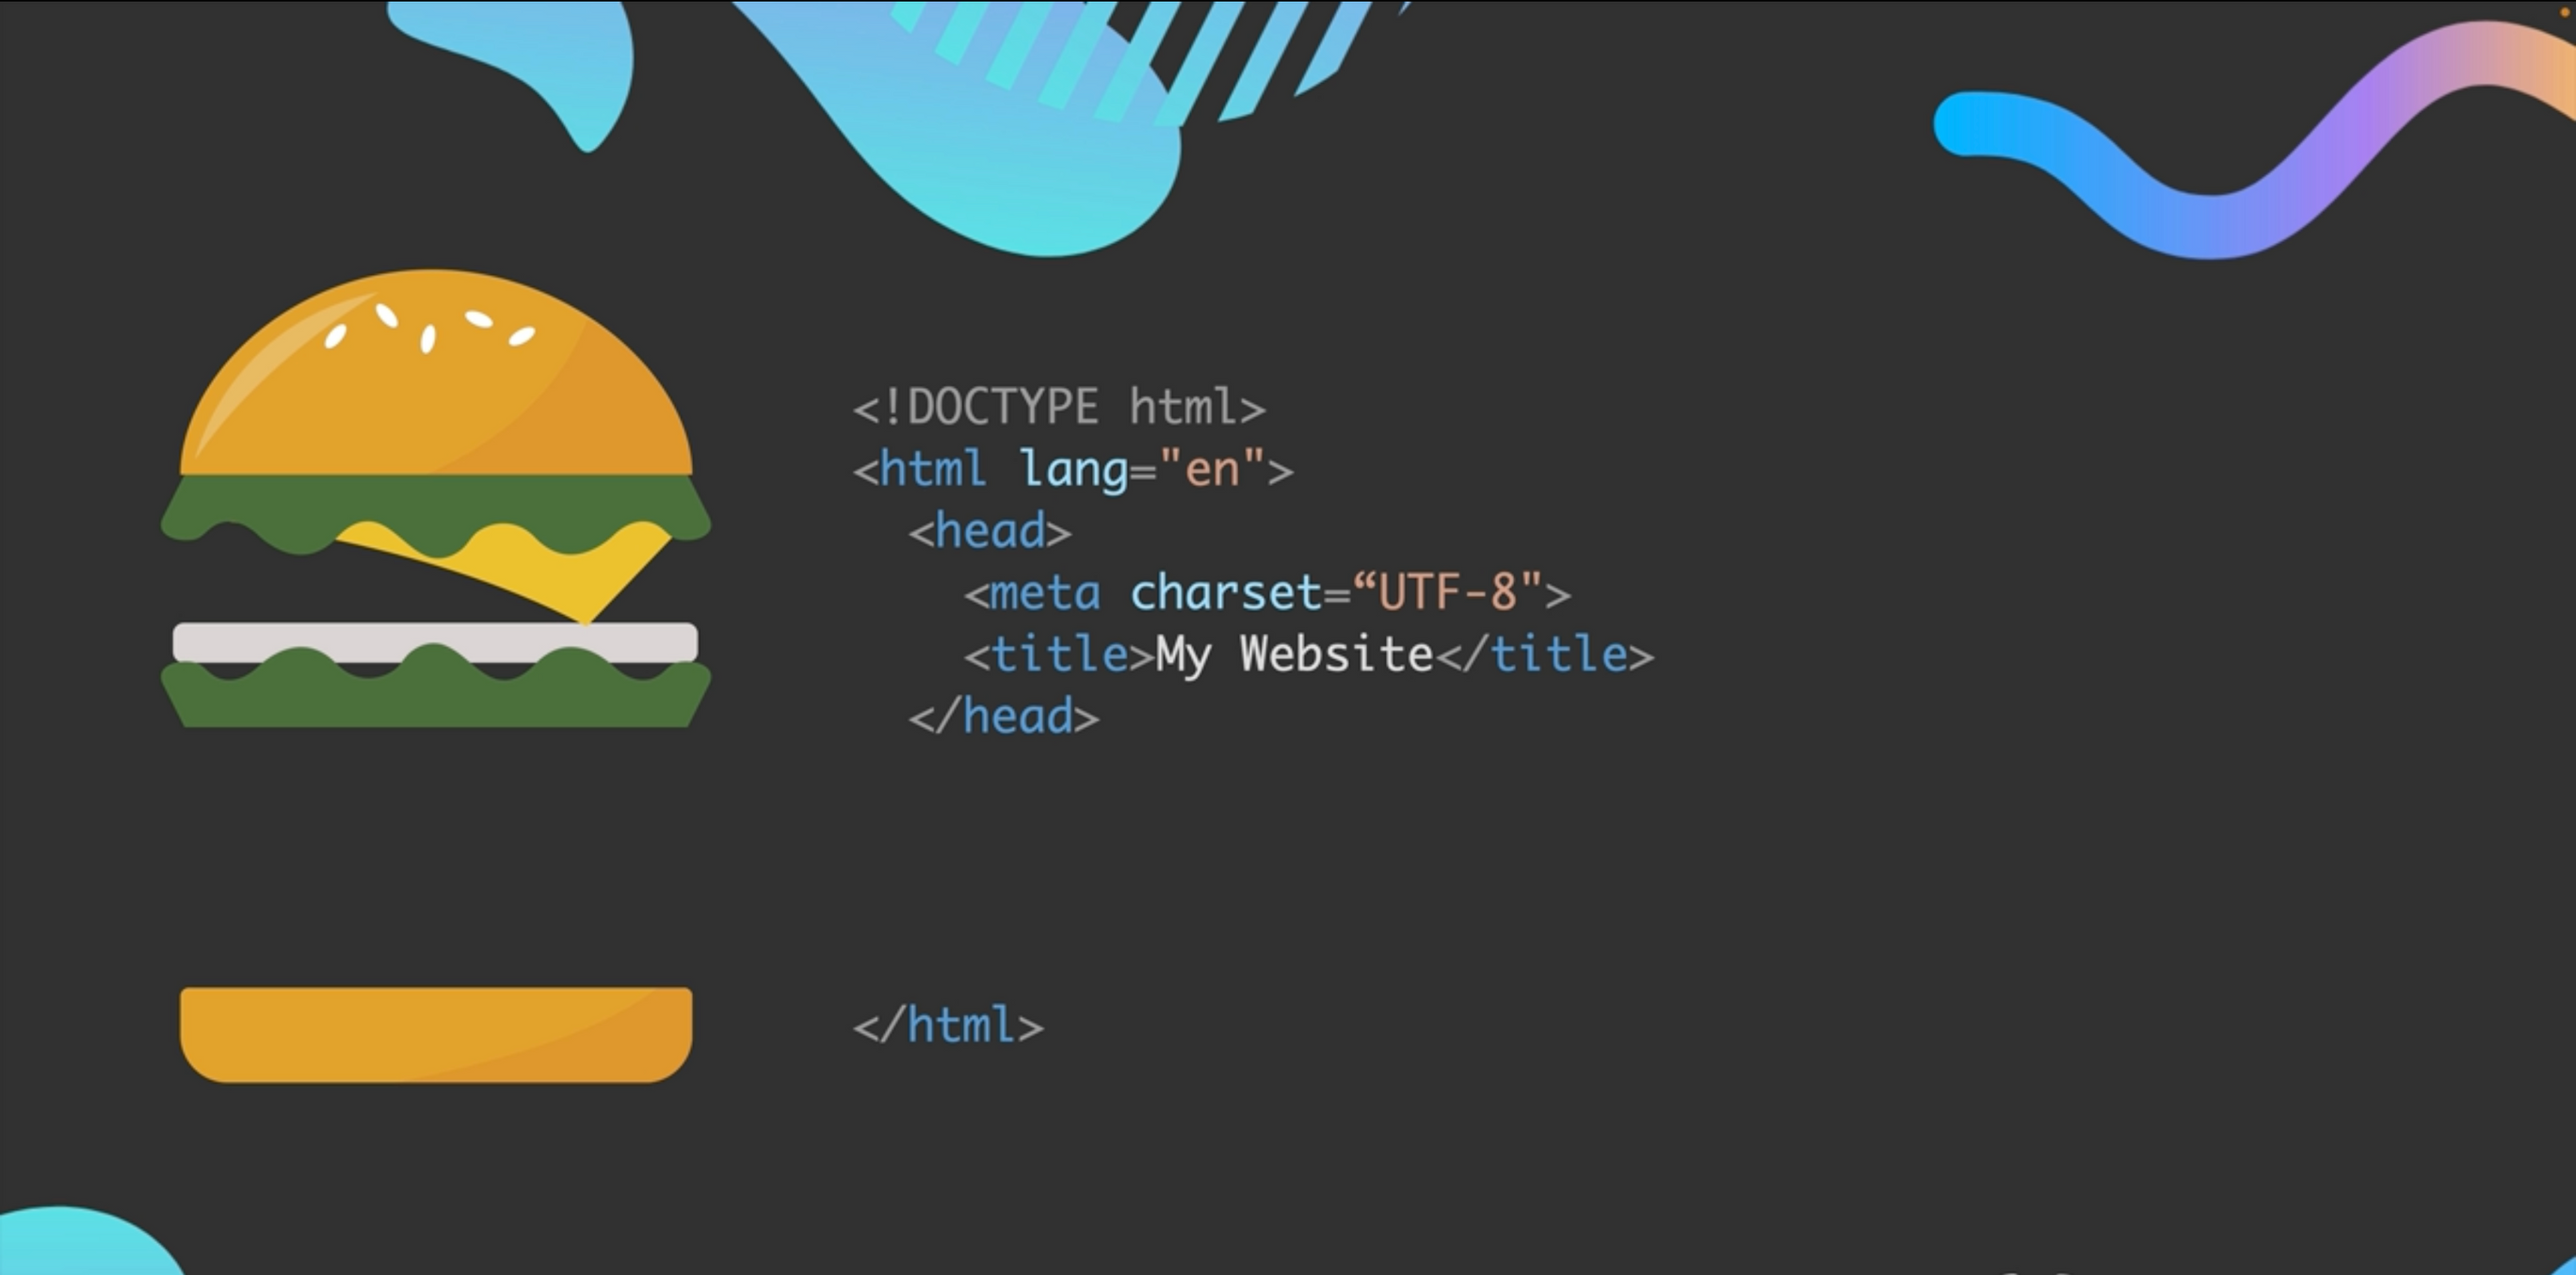 <!DOCTYPE html>
<html lang="en">
<head>
<meta charset=“UTF-8">
<title>My Website</title>
</head>
</html>